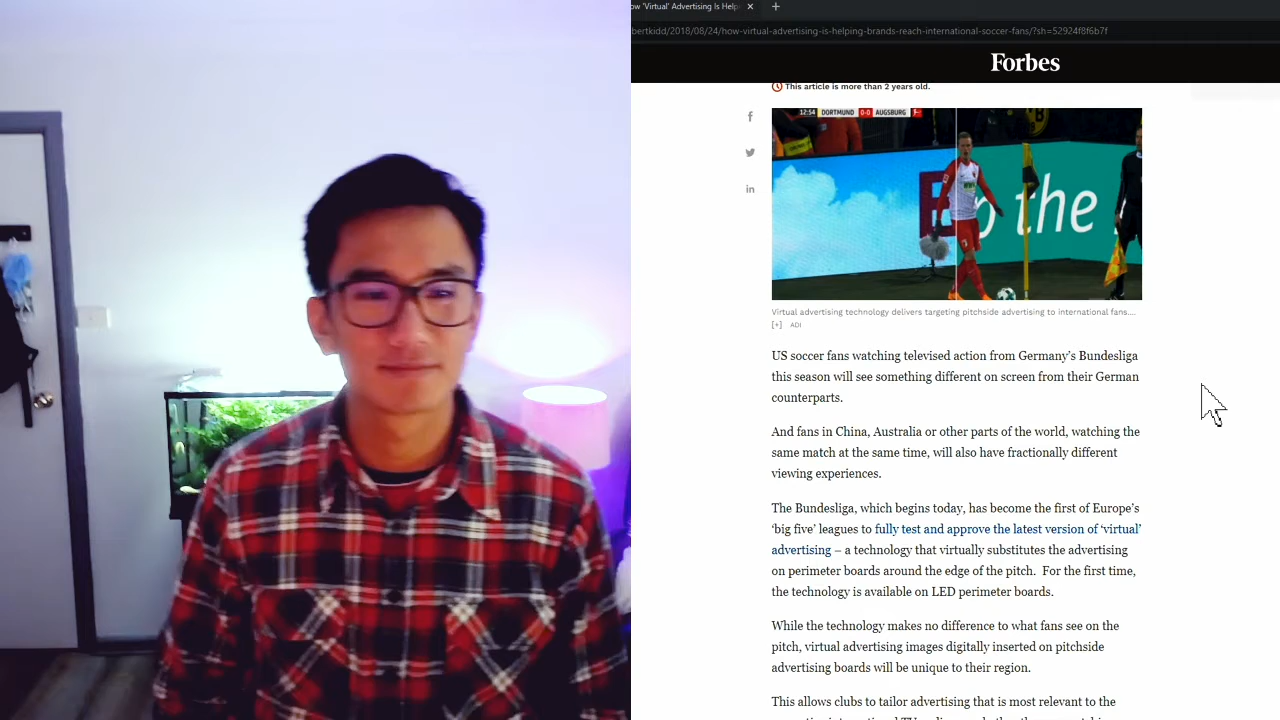 ow 'Virtual' Advertising Is Help
bertkidd/2018/08/24/how-virtual-advertising-is-helping-brands-reach-international-soccer-fans/?sh=52924f8f6b7f
Forbes
This article is more than 2 years old.
12:54 DORTMUND 0-0 AUGSBURG
p the
Virtual advertising technology delivers targeting pitchside advertising to international fans....
[+] ADI
US soccer fans watching televised action from Germany's Bundesliga
this season will see something different on screen from their German
counterparts.
And fans in China, Australia or other parts of the world, watching the
same match at the same time, will also have fractionally different
viewing experiences.
The Bundesliga, which begins today, has become the first of Europe's
'big five' leagues to fully test and approve the latest version of 'virtual'
advertising – a technology that virtually substitutes the advertising
on perimeter boards around the edge of the pitch. For the first time,
the technology is available on LED perimeter boards.
While the technology makes no difference to what fans see on the
pitch, virtual advertising images digitally inserted on pitchside
advertising boards will be unique to their region.
This allows clubs to tailor advertising that is most relevant to the